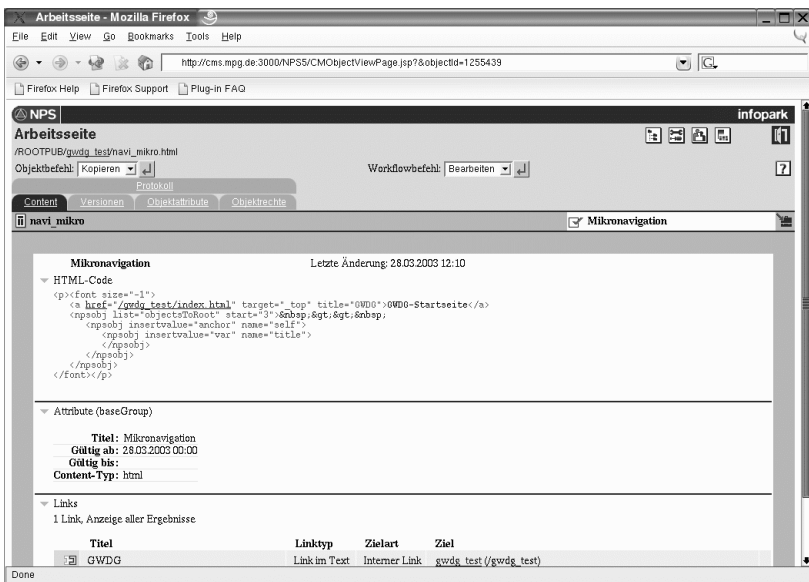 Arbeitsseite - Mozilla Firefox
File Edit View Go Bookmarks Tools Help
http://cms.mpg.de:3000/NPS5/CMObjectViewPage.jsp?&objectId=1255439 G
Firefox Help Firefox Support Plug-in FAQ
NPS infopark
Arbeitsseite
/ROOTPUB/gwdg_test/navi_mikro.html
Objektbefehl: Kopieren Workflowbefehl: Bearbeiten ?
Protokoll
Content Versionen Objektattribute Objektrechte
navi_mikro Mikronavigation
Mikronavigation Letzte Änderung: 28.03.2003 12:10
HTML-Code
<p><font size="-1">
<a href="/gwdg_test/index.html" target="_top" title="GWDG">GWDG-Startseite</a>
<npsobj list="objectsToRoot" start="3">&nbsp;&gt;&gt;&nbsp;
<npsobj insertvalue="anchor" name="self">
<npsobj insertvalue="var" name="title">
</npsobj>
</npsobj>
</npsobj>
</font></p>
Attribute (baseGroup)
Titel: Mikronavigation
Gültig ab: 28.03.2003 00:00
Gültig bis:
Content-Typ: html
Links
1 Link, Anzeige aller Ergebnisse
Titel Linktyp Zielart Ziel
GWDG Link im Text Interner Link gwdg_test (/gwdg_test)
Done